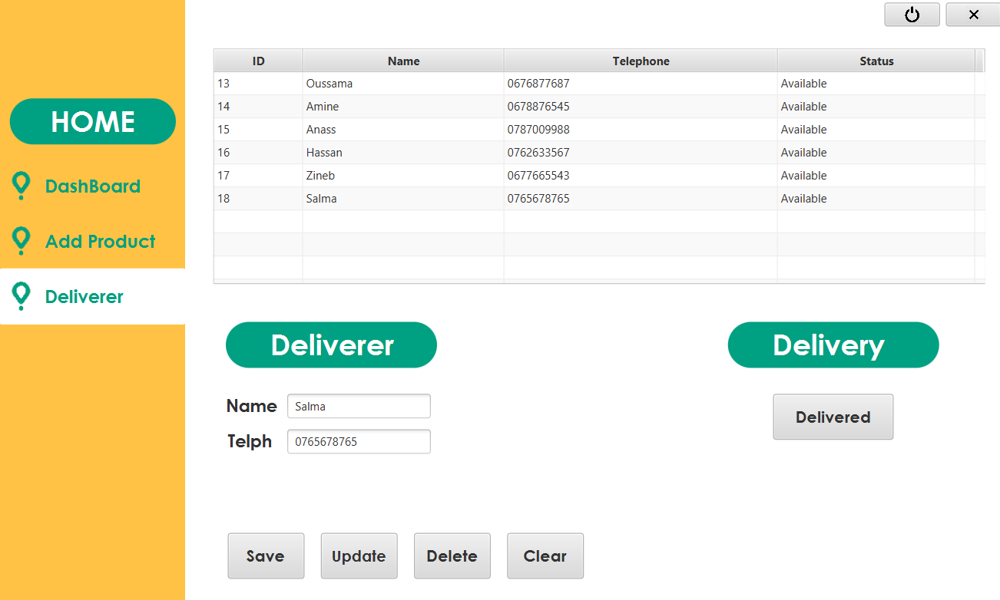 HOME
DashBoard
Add Product
Deliverer
ID Name Telephone Status
13 Oussama 0676877687 Available
14 Amine 0678876545 Available
15 Anass 0787009988 Available
16 Hassan 0762633567 Available
17 Zineb 0677665543 Available
18 Salma 0765678765 Available
Deliverer Delivery
Name Salma
Delivered
Telph 0765678765
Save Update Delete Clear